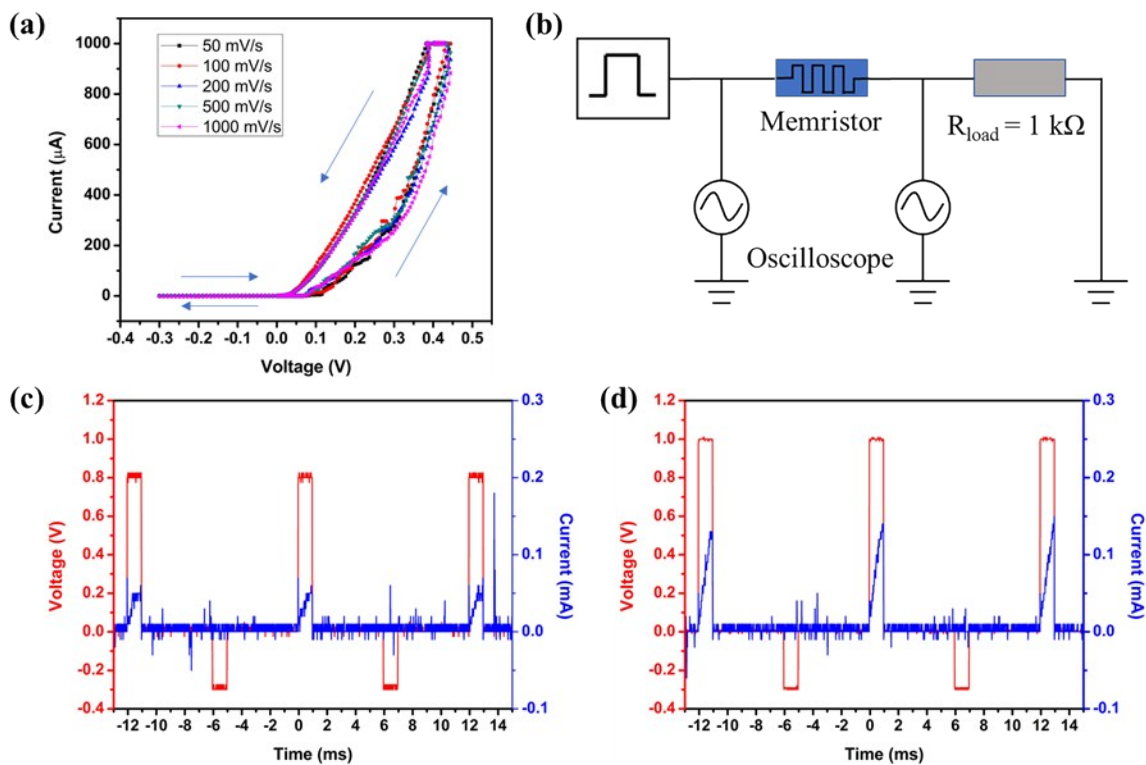 (a)
50 mV/s
100 mV/s
200 mV/s
500 mV/s
1000 mV/s
1000
800
600
400
200
0
Current (μA)
-0.4 -0.3 -0.2 -0.1 0.0 0.1 0.2 0.3 0.4 0.5
Voltage (V)
(b)
Memristor
R_load = 1 kΩ
Oscilloscope
(c)
1.2
1.0
0.8
0.6
0.4
0.2
0.0
-0.2
-0.4
Voltage (V)
0.3
0.2
0.1
0.0
-0.1
Current (mA)
-12 -10 -8 -6 -4 -2 0 2 4 6 8 10 12 14
Time (ms)
(d)
1.2
1.0
0.8
0.6
0.4
0.2
0.0
-0.2
-0.4
Voltage (V)
0.3
0.2
0.1
0.0
-0.1
Current (mA)
-12 -10 -8 -6 -4 -2 0 2 4 6 8 10 12 14
Time (ms)